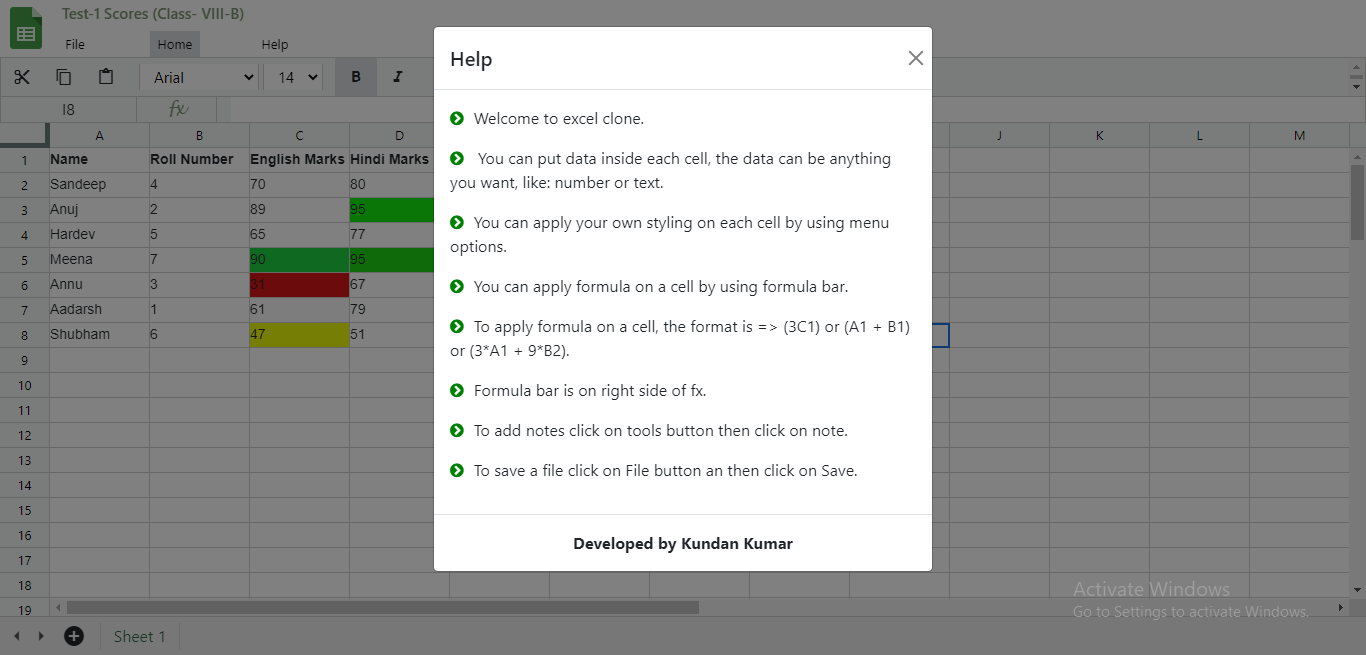 Test-1 Scores (Class- VIII-B)
File Home Help
Arial 14 B I
I8 fx
A B C D J K L M
1 Name Roll Number English Marks Hindi Marks
2 Sandeep 4 70 80
3 Anuj 2 89 95
4 Hardev 5 65 77
5 Meena 7 90 95
6 Annu 3 31 67
7 Aadarsh 1 61 79
8 Shubham 6 47 51
9
10
11
12
13
14
15
16
17
18
19
Sheet 1
Help
Welcome to excel clone.
You can put data inside each cell, the data can be anything
you want, like: number or text.
You can apply your own styling on each cell by using menu
options.
You can apply formula on a cell by using formula bar.
To apply formula on a cell, the format is => (3C1) or (A1 + B1)
or (3*A1 + 9*B2).
Formula bar is on right side of fx.
To add notes click on tools button then click on note.
To save a file click on File button an then click on Save.
Developed by Kundan Kumar
Activate Windows
Go to Settings to activate Windows.